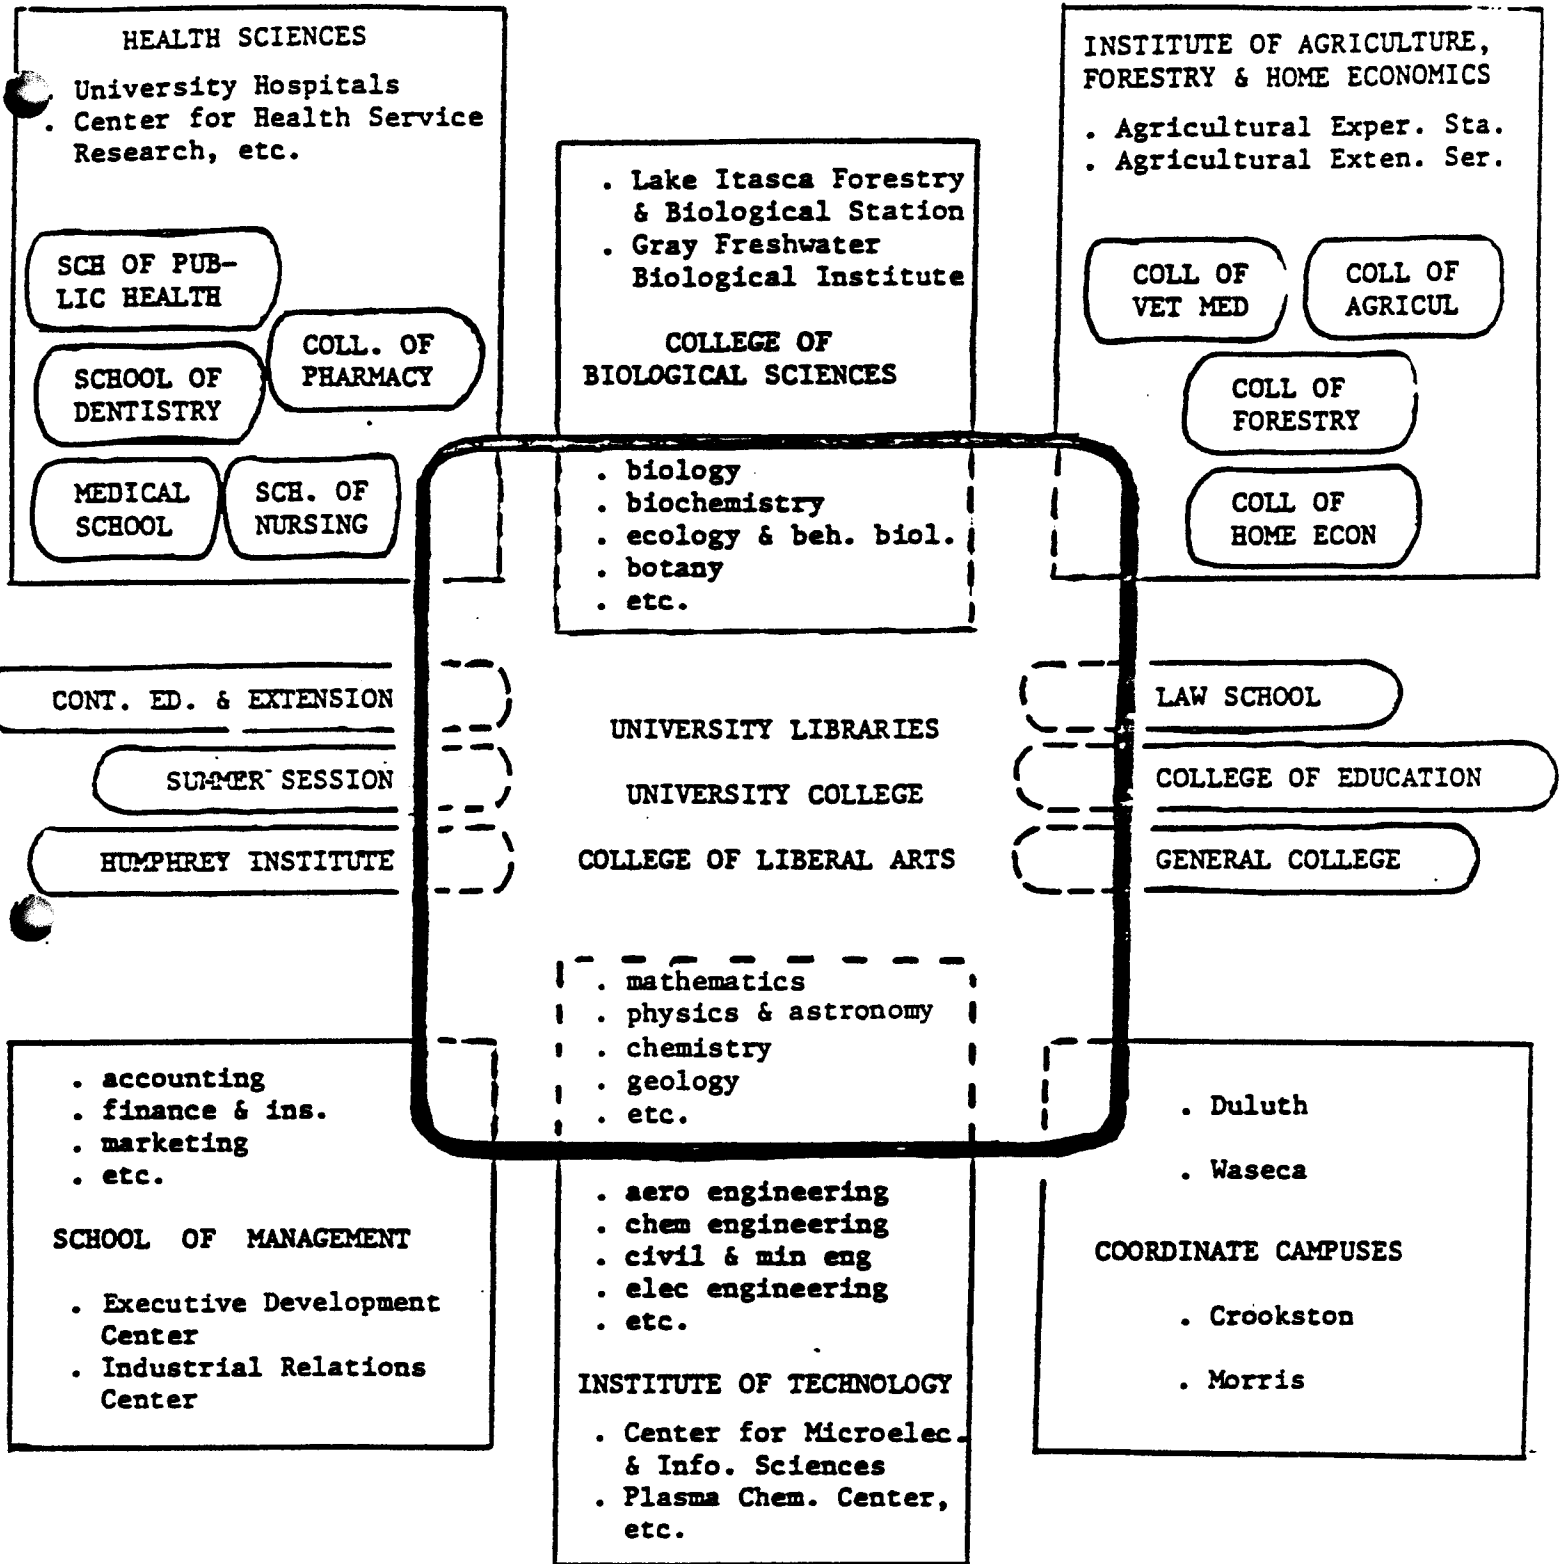 HEALTH SCIENCES
. University Hospitals
. Center for Health Service
Research, etc.
SCH OF PUB-
LIC HEALTH
COLL. OF
PHARMACY
SCHOOL OF
DENTISTRY
MEDICAL
SCHOOL
SCH. OF
NURSING
. Lake Itasca Forestry
& Biological Station
. Gray Freshwater
Biological Institute
COLLEGE OF
BIOLOGICAL SCIENCES
. biology
. biochemistry
. ecology & beh. biol.
. botany
. etc.
INSTITUTE OF AGRICULTURE,
FORESTRY & HOME ECONOMICS
. Agricultural Exper. Sta.
. Agricultural Exten. Ser.
COLL OF
VET MED
COLL OF
AGRICUL
COLL OF
FORESTRY
COLL OF
HOME ECON
CONT. ED. & EXTENSION
SUMMER SESSION
HUMPHREY INSTITUTE
UNIVERSITY LIBRARIES
UNIVERSITY COLLEGE
COLLEGE OF LIBERAL ARTS
LAW SCHOOL
COLLEGE OF EDUCATION
GENERAL COLLEGE
. accounting
. finance & ins.
. marketing
. etc.
SCHOOL OF MANAGEMENT
. Executive Development
Center
. Industrial Relations
Center
. mathematics
. physics & astronomy
. chemistry
. geology
. etc.
. aero engineering
. chem engineering
. civil & min eng
. elec engineering
. etc.
INSTITUTE OF TECHNOLOGY
. Center for Microelec.
& Info. Sciences
. Plasma Chem. Center,
etc.
. Duluth
. Waseca
COORDINATE CAMPUSES
. Crookston
. Morris